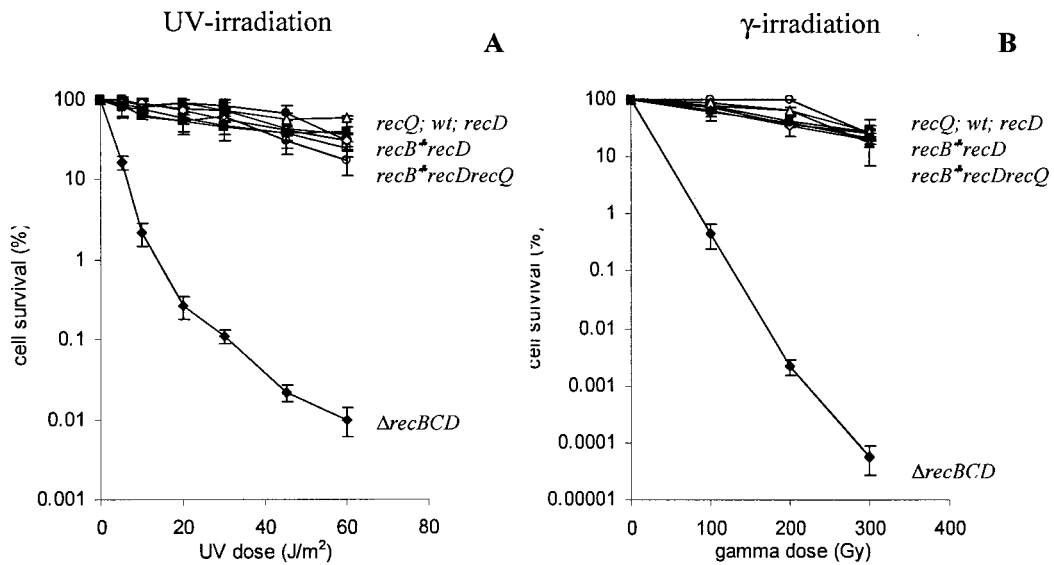 UV-irradiation
A
100
10
1
0.1
0.01
0.001
cell survival (%)
0
20
40
60
80
UV dose (J/m²)
recQ; wt; recD
recB*recD
recB*recDrecQ
ΔrecBCD
γ-irradiation
B
100
10
1
0.1
0.01
0.001
0.0001
0.00001
cell survival (%)
0
100
200
300
400
gamma dose (Gy)
recQ; wt; recD
recB*recD
recB*recDrecQ
ΔrecBCD